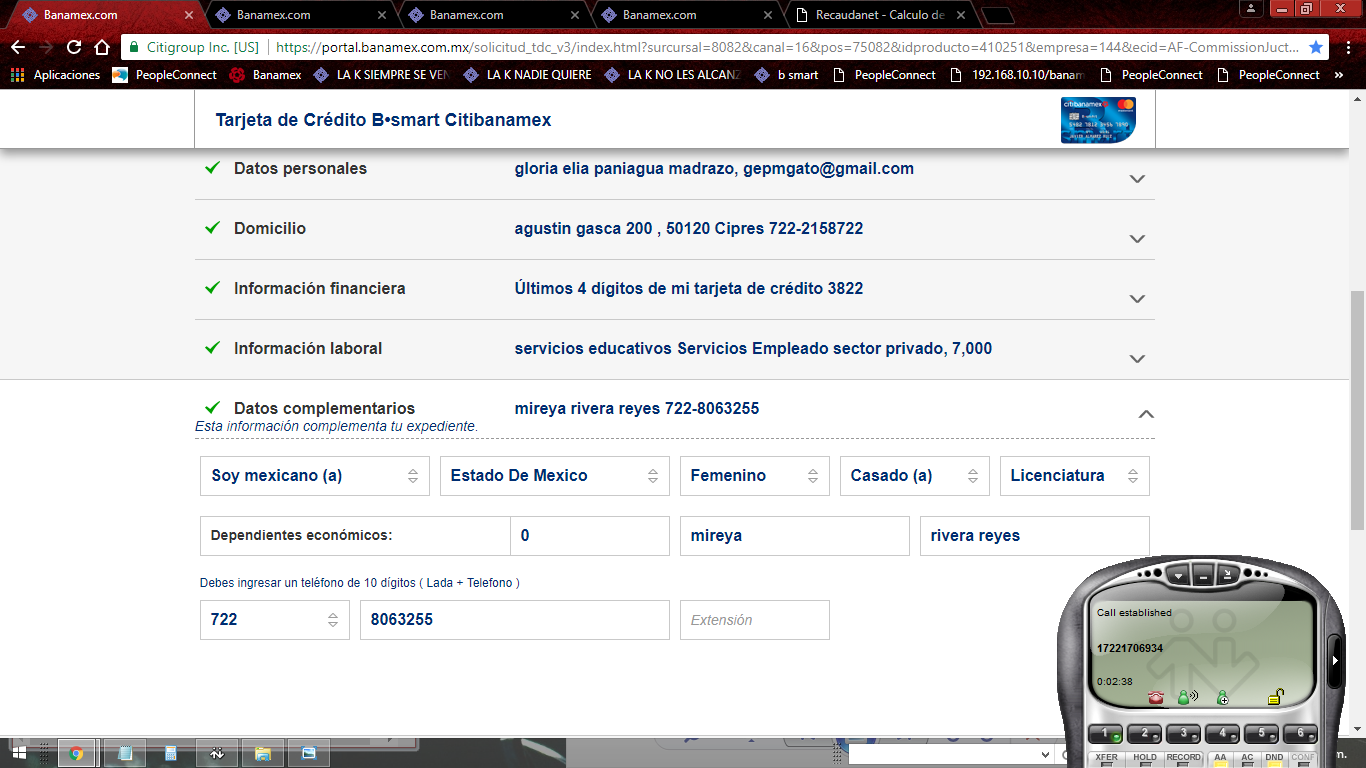 Banamex.com
Banamex.com
Banamex.com
Banamex.com
Recaudanet - Calculo de
Citigroup Inc. [US]
https://portal.banamex.com.mx/solicitud_tdc_v3/index.html?surcursal=8082&canal=16&pos=75082&idproducto=410251&empresa=144&ecid=AF-CommissionJuct...
Aplicaciones
PeopleConnect
Banamex
LA K SIEMPRE SE VEN
LA K NADIE QUIERE
LA K NO LES ALCANZ
b smart
PeopleConnect
192.168.10.10/banam
PeopleConnect
PeopleConnect
»
Tarjeta de Crédito B•smart Citibanamex
citibanamex
Datos personales
gloria elia paniagua madrazo, gepmgato@gmail.com
Domicilio
agustin gasca 200 , 50120 Cipres 722-2158722
Información financiera
Últimos 4 dígitos de mi tarjeta de crédito 3822
Información laboral
servicios educativos Servicios Empleado sector privado, 7,000
Datos complementarios
mireya rivera reyes 722-8063255
Esta información complementa tu expediente.
Soy mexicano (a)
Estado De Mexico
Femenino
Casado (a)
Licenciatura
Dependientes económicos:
0
mireya
rivera reyes
Debes ingresar un teléfono de 10 dígitos ( Lada + Telefono )
722
8063255
Extensión
Call established
17221706934
0:02:38
1
2
3
4
5
6
XFER
HOLD
RECORD
AA
AC
DND
CONF
m.